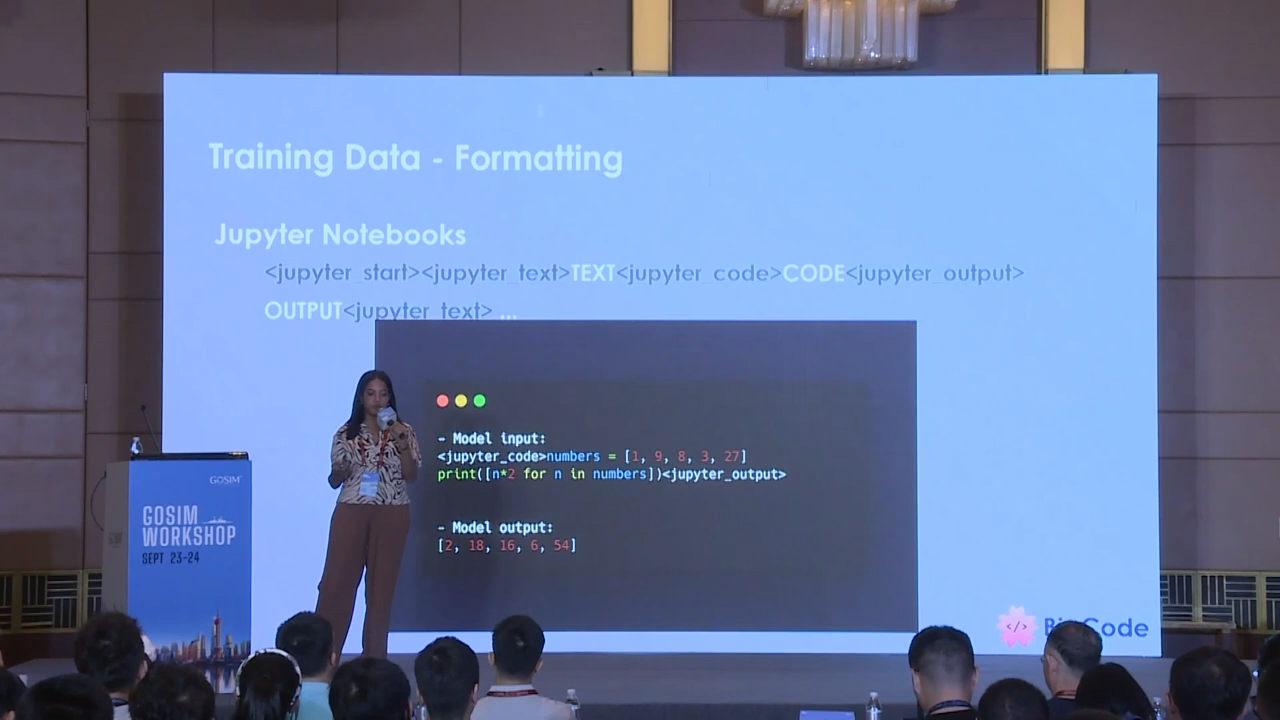 Training Data - Formatting
Jupyter Notebooks
<jupyter_start><jupyter_text>TEXT<jupyter_code>CODE<jupyter_output>
OUTPUT<jupyter_text> ...
- Model input:
<jupyter_code>numbers = [1, 9, 8, 3, 27]
print([n*2 for n in numbers])<jupyter_output>
- Model output:
[2, 18, 16, 6, 54]
</>
BigCode
GOSIM
GOSIM
WORKSHOP
SEPT 23-24